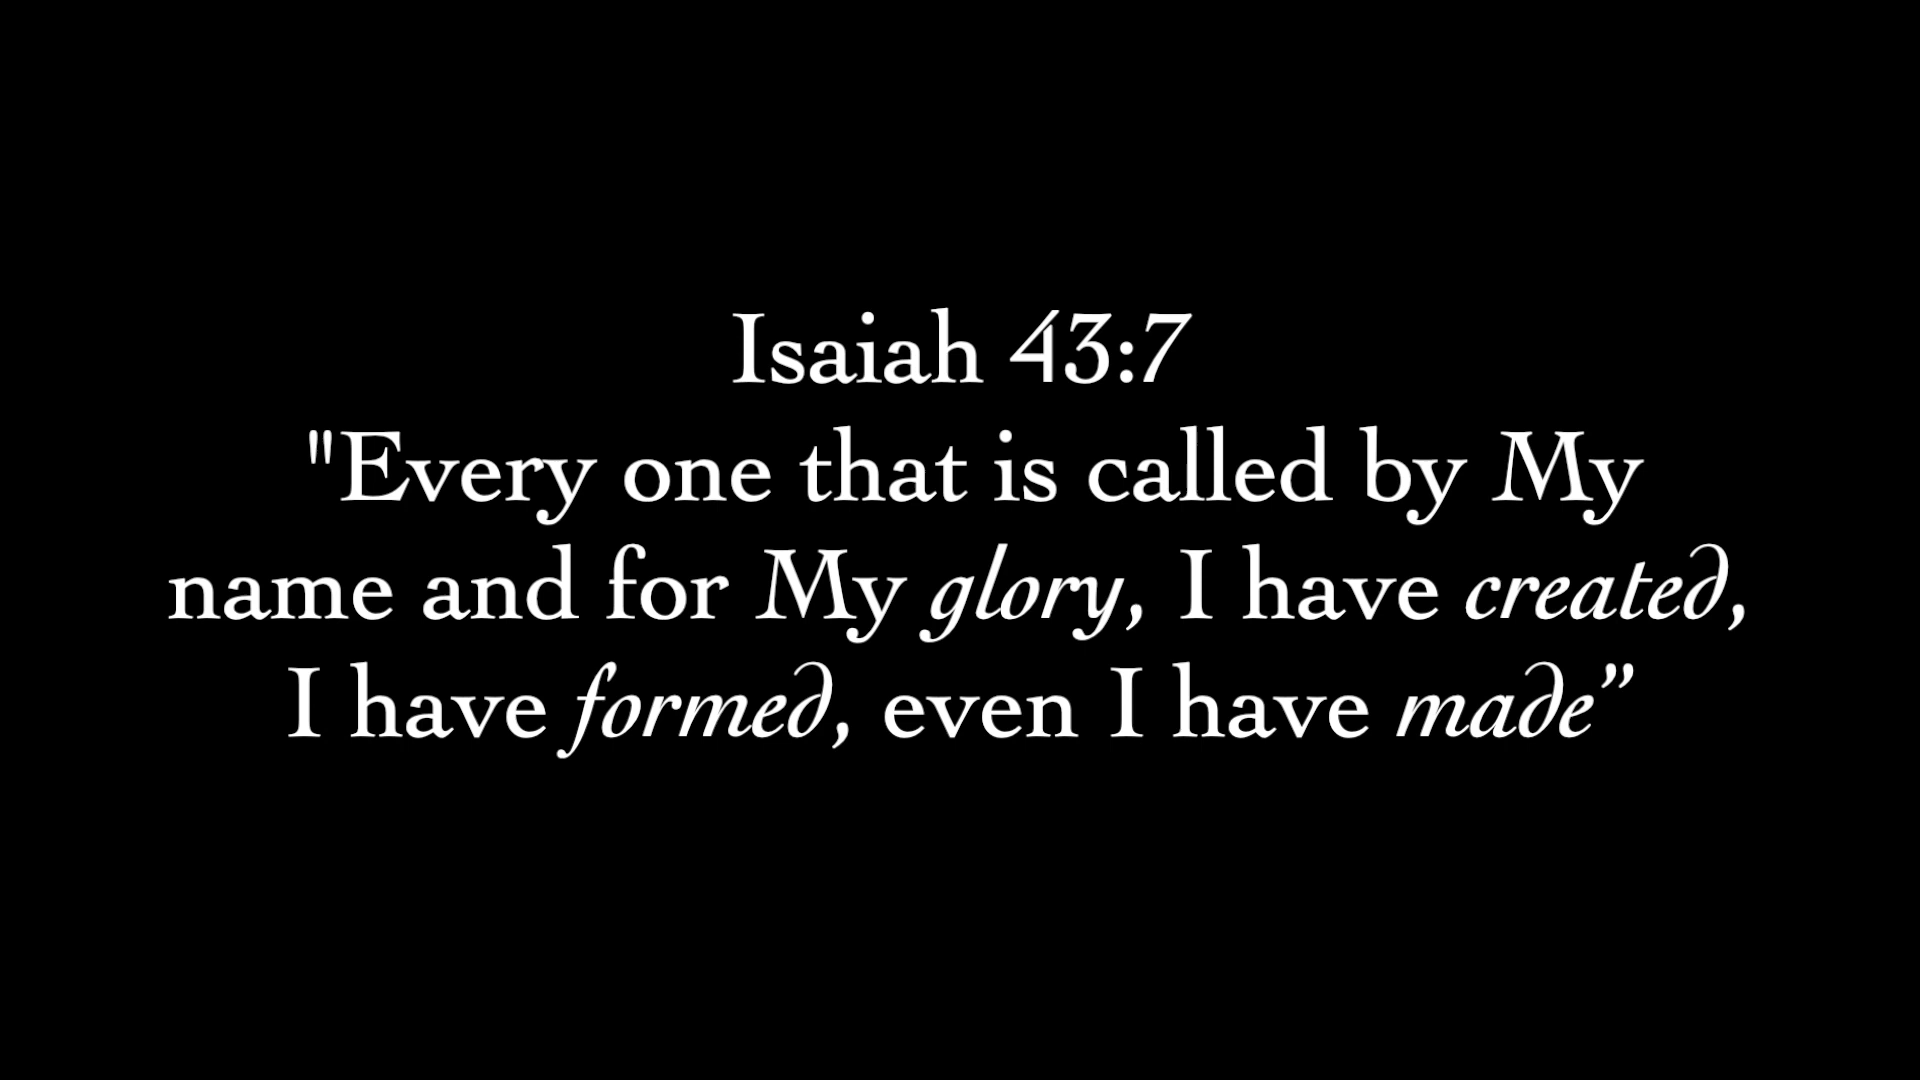 Isaiah 43:7
"Every one that is called by My
name and for My glory, I have created,
I have formed, even I have made”